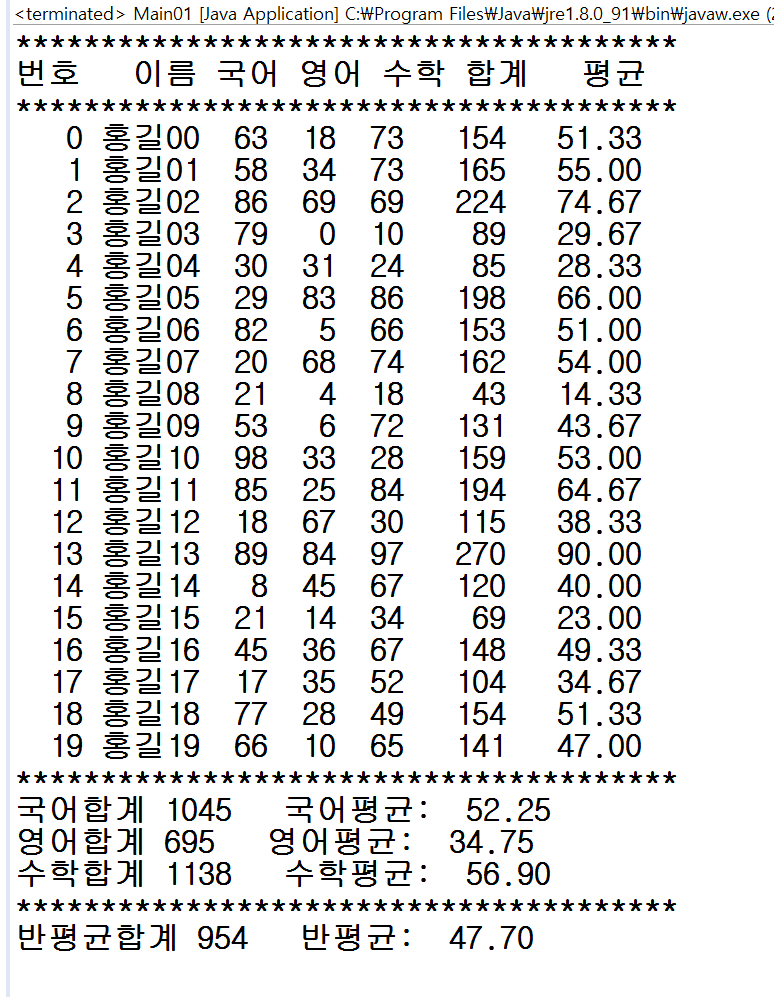 <terminated> Main01 [Java Application] C:₩Program Files₩Java₩jre1.8.0_91₩bin₩javaw.exe (2
***************************************
번호 이름 국어 영어 수학 합계 평균
***************************************
0 홍길00 63 18 73 154 51.33
1 홍길01 58 34 73 165 55.00
2 홍길02 86 69 69 224 74.67
3 홍길03 79 0 10 89 29.67
4 홍길04 30 31 24 85 28.33
5 홍길05 29 83 86 198 66.00
6 홍길06 82 5 66 153 51.00
7 홍길07 20 68 74 162 54.00
8 홍길08 21 4 18 43 14.33
9 홍길09 53 6 72 131 43.67
10 홍길10 98 33 28 159 53.00
11 홍길11 85 25 84 194 64.67
12 홍길12 18 67 30 115 38.33
13 홍길13 89 84 97 270 90.00
14 홍길14 8 45 67 120 40.00
15 홍길15 21 14 34 69 23.00
16 홍길16 45 36 67 148 49.33
17 홍길17 17 35 52 104 34.67
18 홍길18 77 28 49 154 51.33
19 홍길19 66 10 65 141 47.00
***************************************
국어합계 1045 국어평균: 52.25
영어합계 695 영어평균: 34.75
수학합계 1138 수학평균: 56.90
***************************************
반평균합계 954 반평균: 47.70